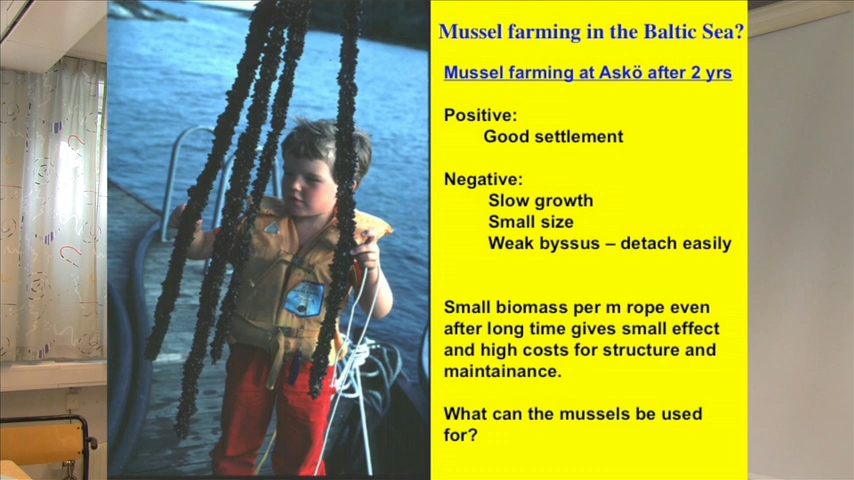 Mussel farming in the Baltic Sea?
Mussel farming at Askö after 2 yrs
Positive:
Good settlement
Negative:
Slow growth
Small size
Weak byssus – detach easily
Small biomass per m rope even
after long time gives small effect
and high costs for structure and
maintainance.
What can the mussels be used
for?